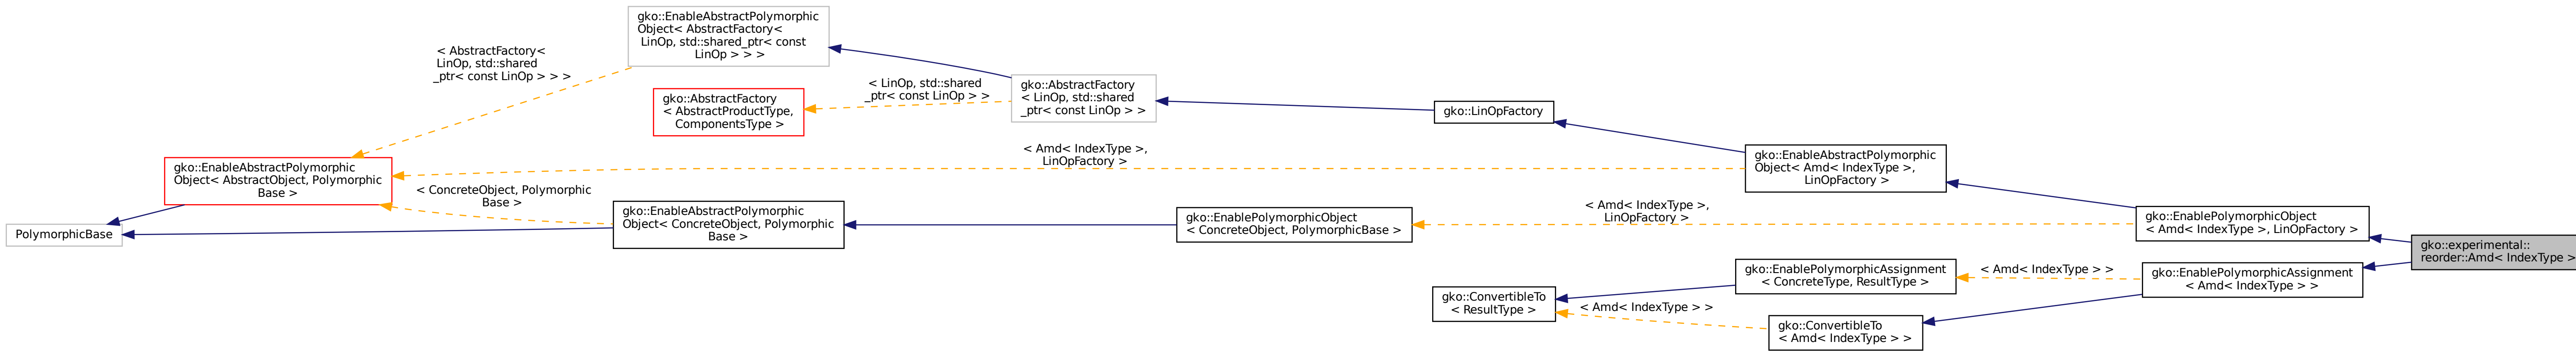 gko::EnableAbstractPolymorphic
Object< AbstractFactory<
LinOp, std::shared_ptr< const
LinOp > > >
< AbstractFactory<
LinOp, std::shared
_ptr< const LinOp > > >
gko::AbstractFactory
< AbstractProductType,
ComponentsType >
< LinOp, std::shared
_ptr< const LinOp > >
gko::AbstractFactory
< LinOp, std::shared
_ptr< const LinOp > >
gko::LinOpFactory
gko::EnableAbstractPolymorphic
Object< AbstractObject, Polymorphic
Base >
< Amd< IndexType >,
LinOpFactory >
gko::EnableAbstractPolymorphic
Object< Amd< IndexType >,
LinOpFactory >
< ConcreteObject, Polymorphic
Base >
PolymorphicBase
gko::EnableAbstractPolymorphic
Object< ConcreteObject, Polymorphic
Base >
gko::EnablePolymorphicObject
< ConcreteObject, PolymorphicBase >
< Amd< IndexType >,
LinOpFactory >
gko::EnablePolymorphicObject
< Amd< IndexType >, LinOpFactory >
gko::experimental::
reorder::Amd< IndexType >
gko::ConvertibleTo
< ResultType >
gko::EnablePolymorphicAssignment
< ConcreteType, ResultType >
< Amd< IndexType > >
gko::EnablePolymorphicAssignment
< Amd< IndexType > >
< Amd< IndexType > >
gko::ConvertibleTo
< Amd< IndexType > >